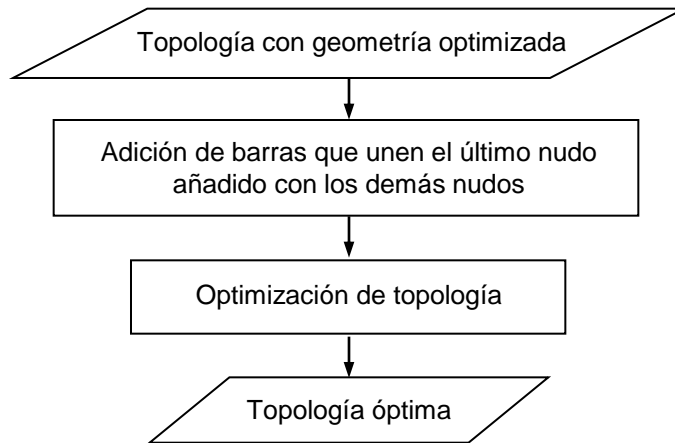 Topología con geometría optimizada
Adición de barras que unen el último nudo
añadido con los demás nudos
Optimización de topología
Topología óptima